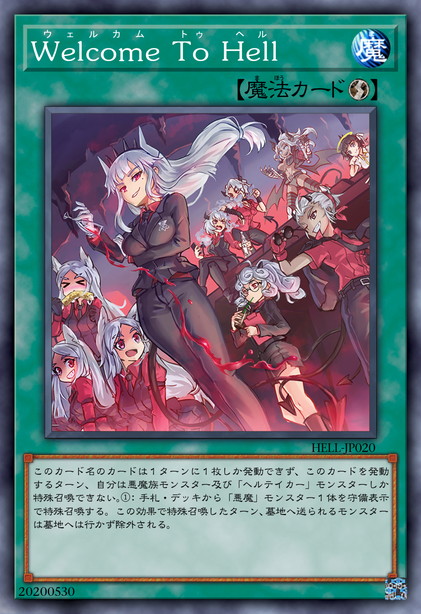 ウェルカム トゥ ヘル
Welcome To Hell
魔
【魔法カード】
まほう
HELL-JP020
このカード名のカードは１ターンに１枚しか発動できず、このカードを発動
するターン、自分は悪魔族モンスター及び「ヘルテイカー」モンスターしか
特殊召喚できない。①：手札・デッキから「悪魔」モンスター１体を守備表示
で特殊召喚する。この効果で特殊召喚したターン、墓地へ送られるモンスター
は墓地へは行かず除外される。
20200530